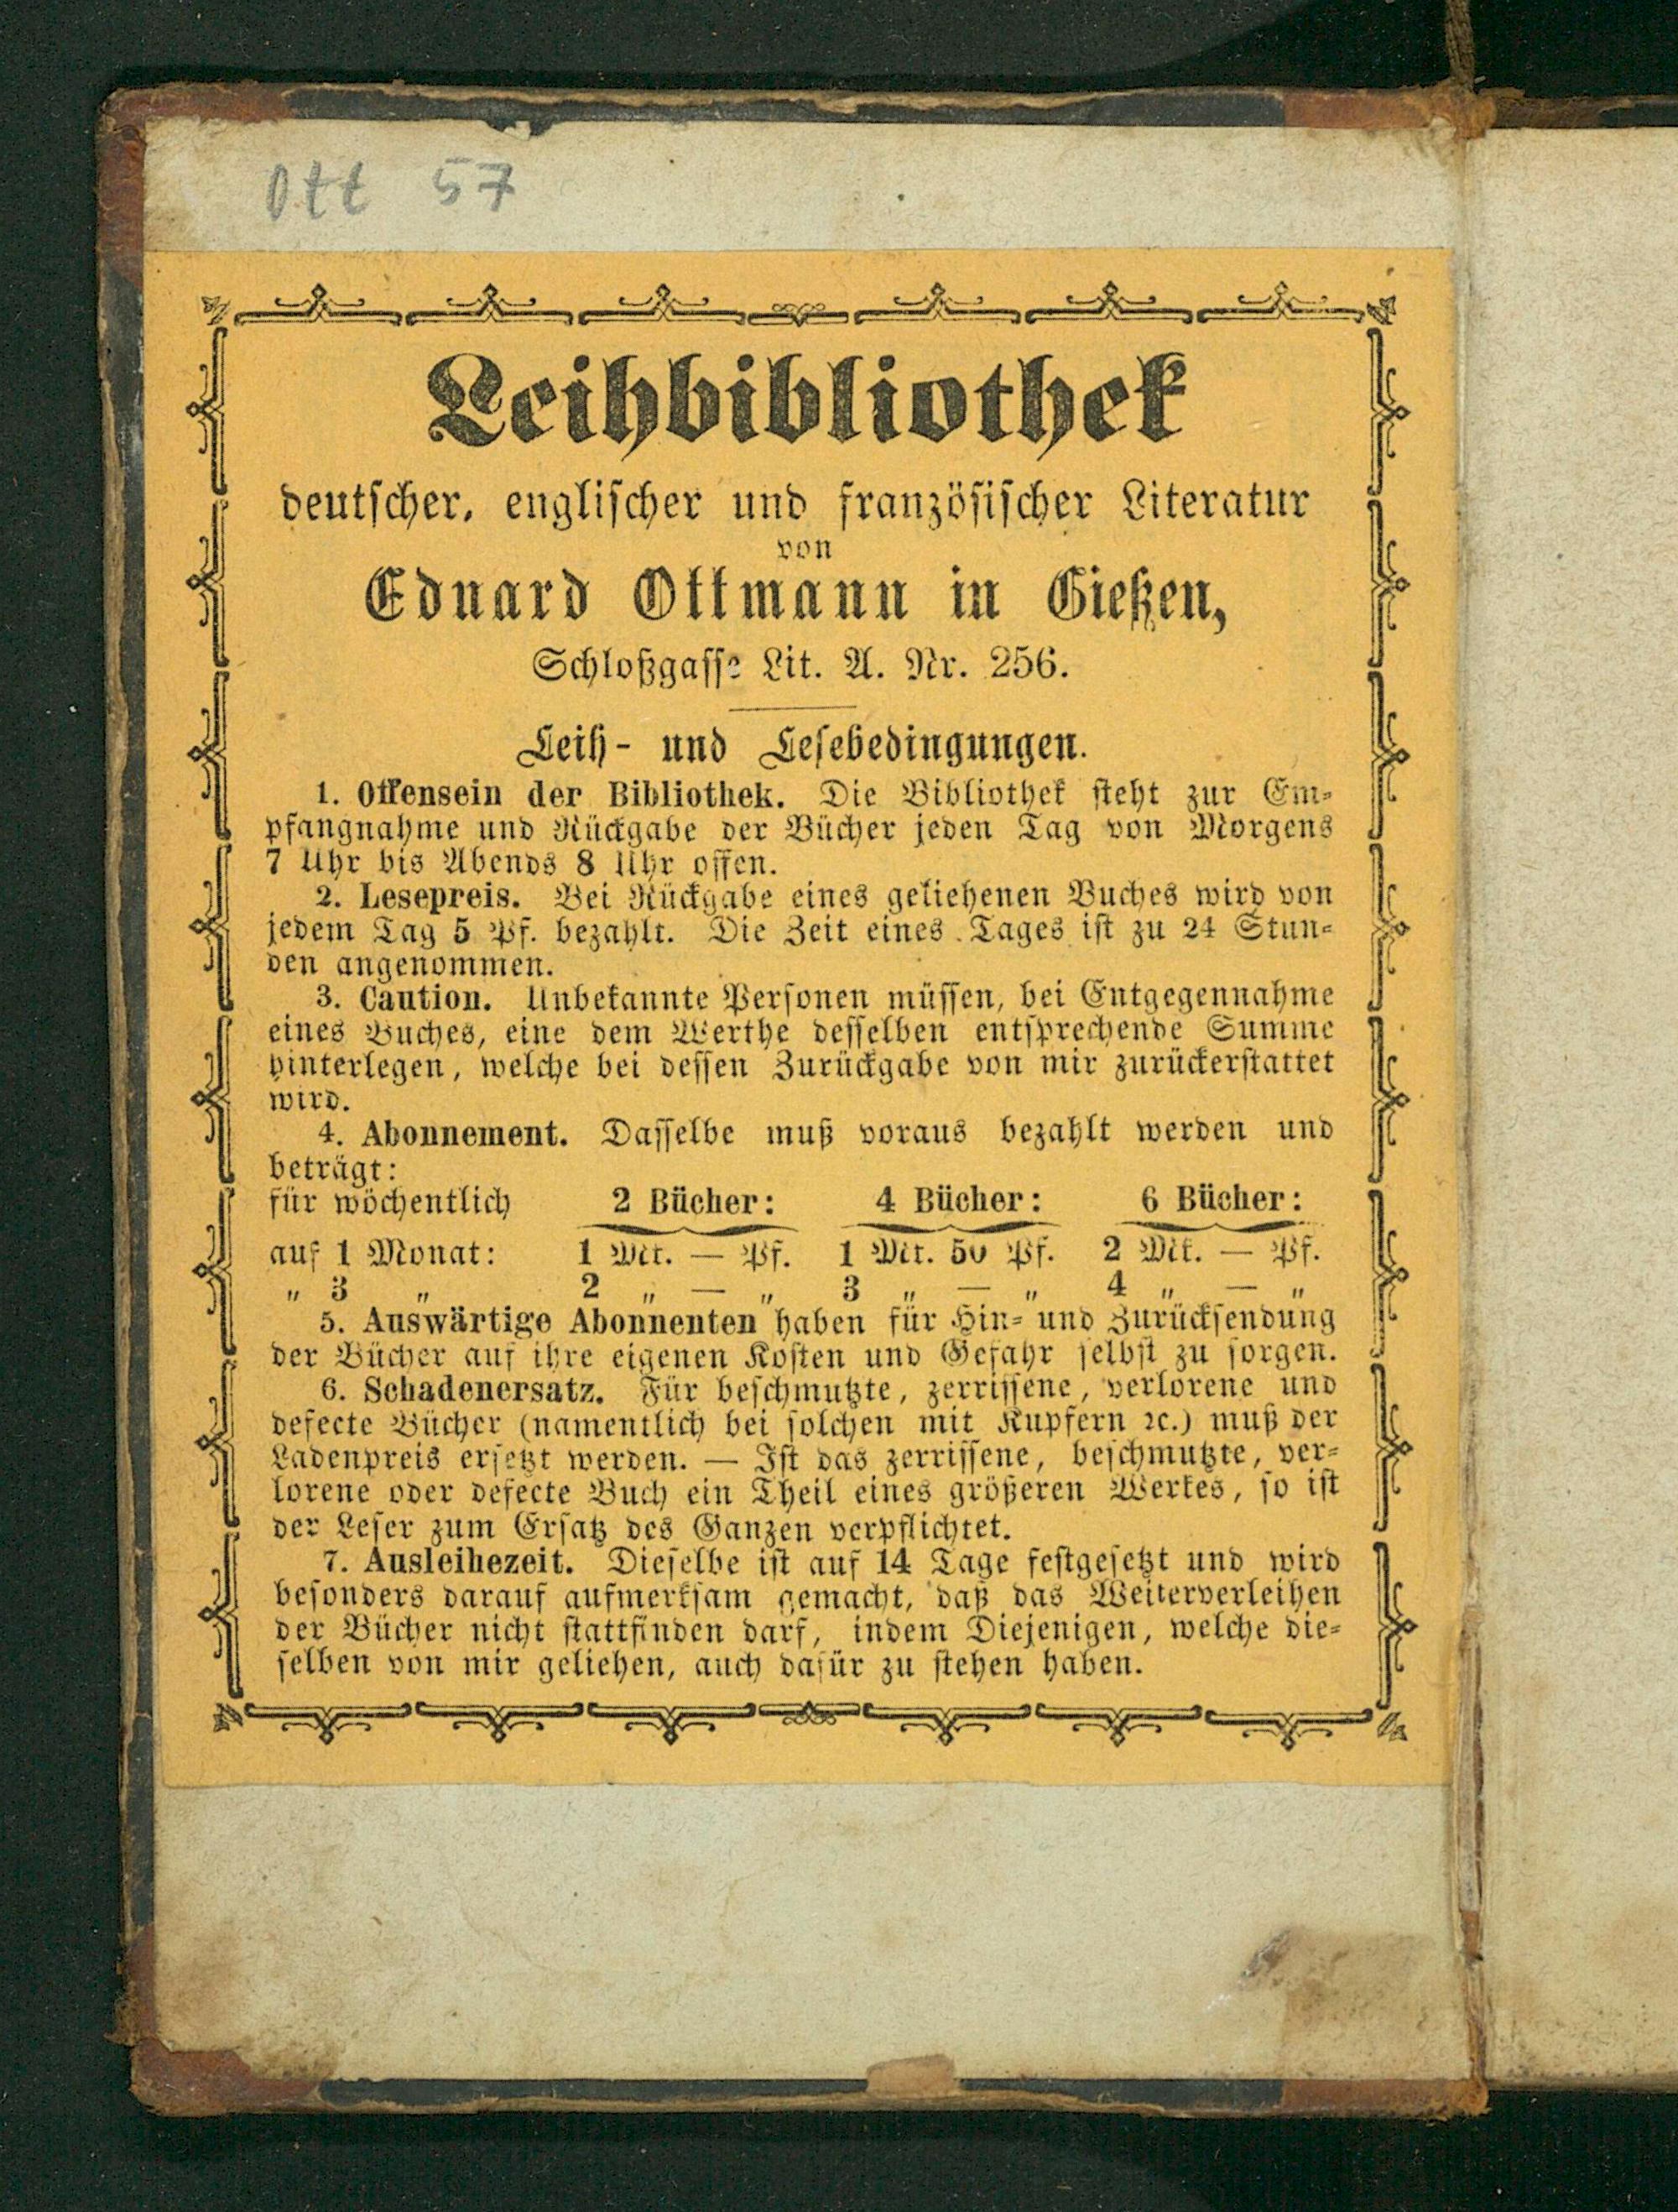 Ott 57
Leihbibliothek
deutscher, englischer und französischer Literatur
von
Eduard Ottmann in Gießen,
Schloßgasse Lit. A. Nr. 256.
Leih- und Lesebedingungen.
1. Offensein der Bibliothek. Die Bibliothek steht zur Em-
pfangnahme und Rückgabe der Bücher jeden Tag von Morgens
7 Uhr bis Abends 8 Uhr offen.
2. Lesepreis. Bei Rückgabe eines geliehenen Buches wird von
jedem Tag 5 Pf. bezahlt. Die Zeit eines Tages ist zu 24 Stun-
den angenommen.
3. Caution. Unbekannte Personen müssen, bei Entgegennahme
eines Buches, eine dem Werthe desselben entsprechende Summe
hinterlegen, welche bei dessen Zurückgabe von mir zurückerstattet
wird.
4. Abonnement. Dasselbe muß voraus bezahlt werden und
beträgt:
für wöchentlich 2 Bücher: 4 Bücher: 6 Bücher:
auf 1 Monat: 1 Mk. — Pf. 1 Mk. 50 Pf. 2 Mk. — Pf.
„ 3 „ 2 „ — „ 3 „ — „ 4 „ — „
5. Auswärtige Abonnenten haben für Hin- und Zurücksendung
der Bücher auf ihre eigenen Kosten und Gefahr selbst zu sorgen.
6. Schadenersatz. Für beschmutzte, zerrissene, verlorene und
defecte Bücher (namentlich bei solchen mit Kupfern ꝛc.) muß der
Ladenpreis ersetzt werden. — Ist das zerrissene, beschmutzte, ver-
lorene oder defecte Buch ein Theil eines größeren Werkes, so ist
der Leser zum Ersatz des Ganzen verpflichtet.
7. Ausleihezeit. Dieselbe ist auf 14 Tage festgesetzt und wird
besonders darauf aufmerksam gemacht, daß das Weiterverleihen
der Bücher nicht stattfinden darf, indem Diejenigen, welche die-
selben von mir geliehen, auch dafür zu stehen haben.